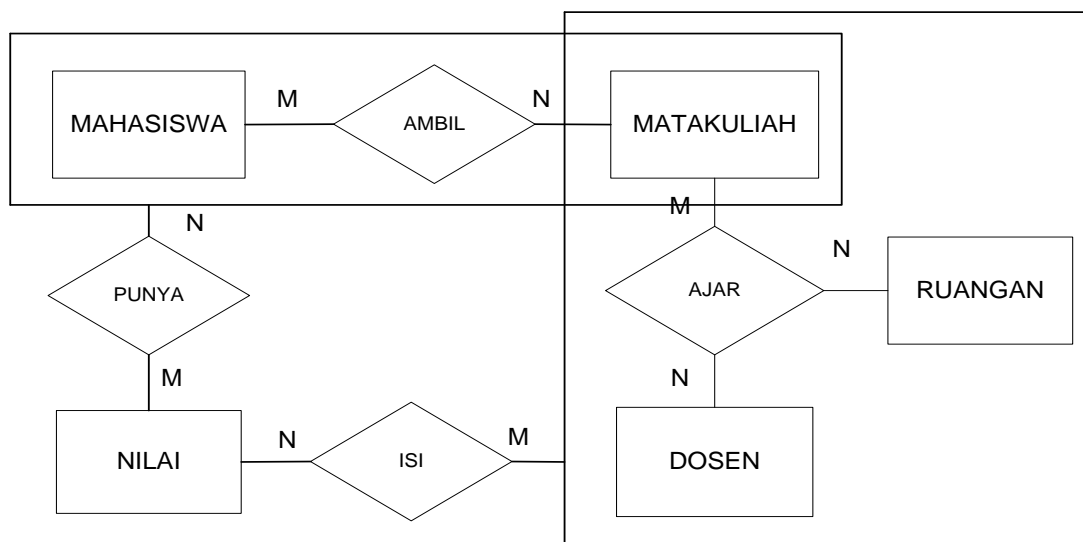 MAHASISWA
M
AMBIL
N
MATAKULIAH
N
M
PUNYA
AJAR
N
RUANGAN
M
N
NILAI
N
ISI
M
DOSEN